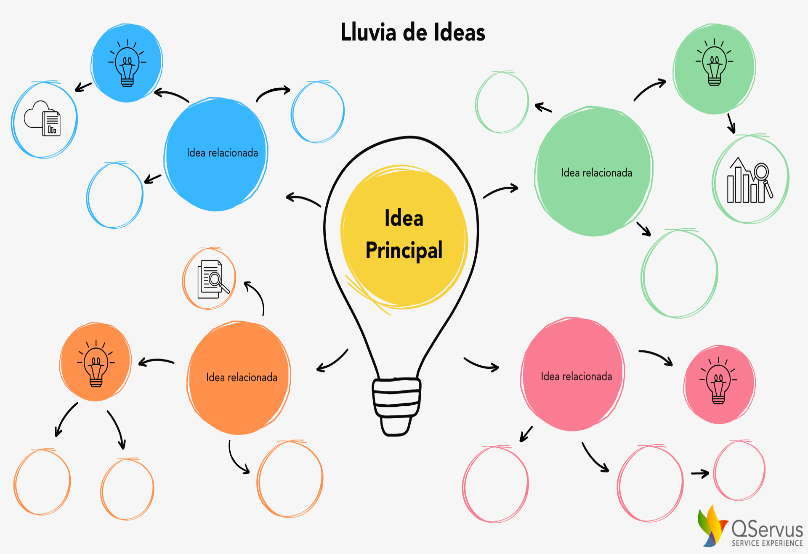 Lluvia de Ideas
Idea relacionada
Idea relacionada
Idea
Principal
Idea relacionada
Idea relacionada
QServus
SERVICE EXPERIENCE